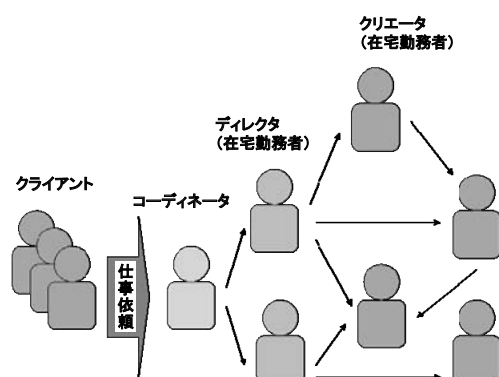 クリエータ
（在宅勤務者）
ディレクタ
（在宅勤務者）
クライアント
コーディネータ
仕事依頼